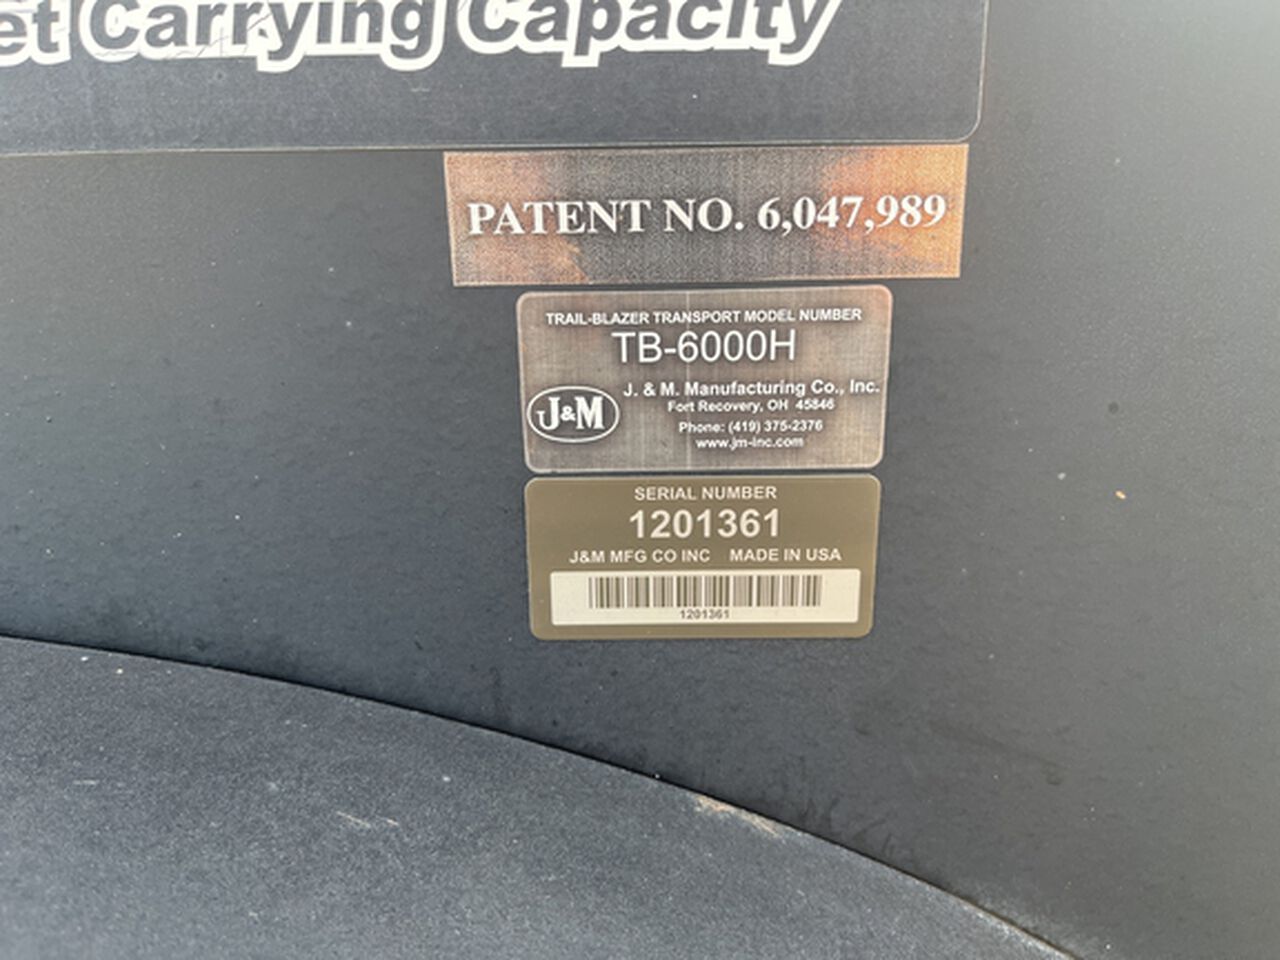 et Carrying Capacity
PATENT NO. 6,047,989
TRAIL-BLAZER TRANSPORT MODEL NUMBER
TB-6000H
J&M
J. & M. Manufacturing Co., Inc.
Fort Recovery, OH 45846
Phone: (419) 375-2376
www.jm-inc.com
SERIAL NUMBER
1201361
J&M MFG CO INC MADE IN USA
1201361